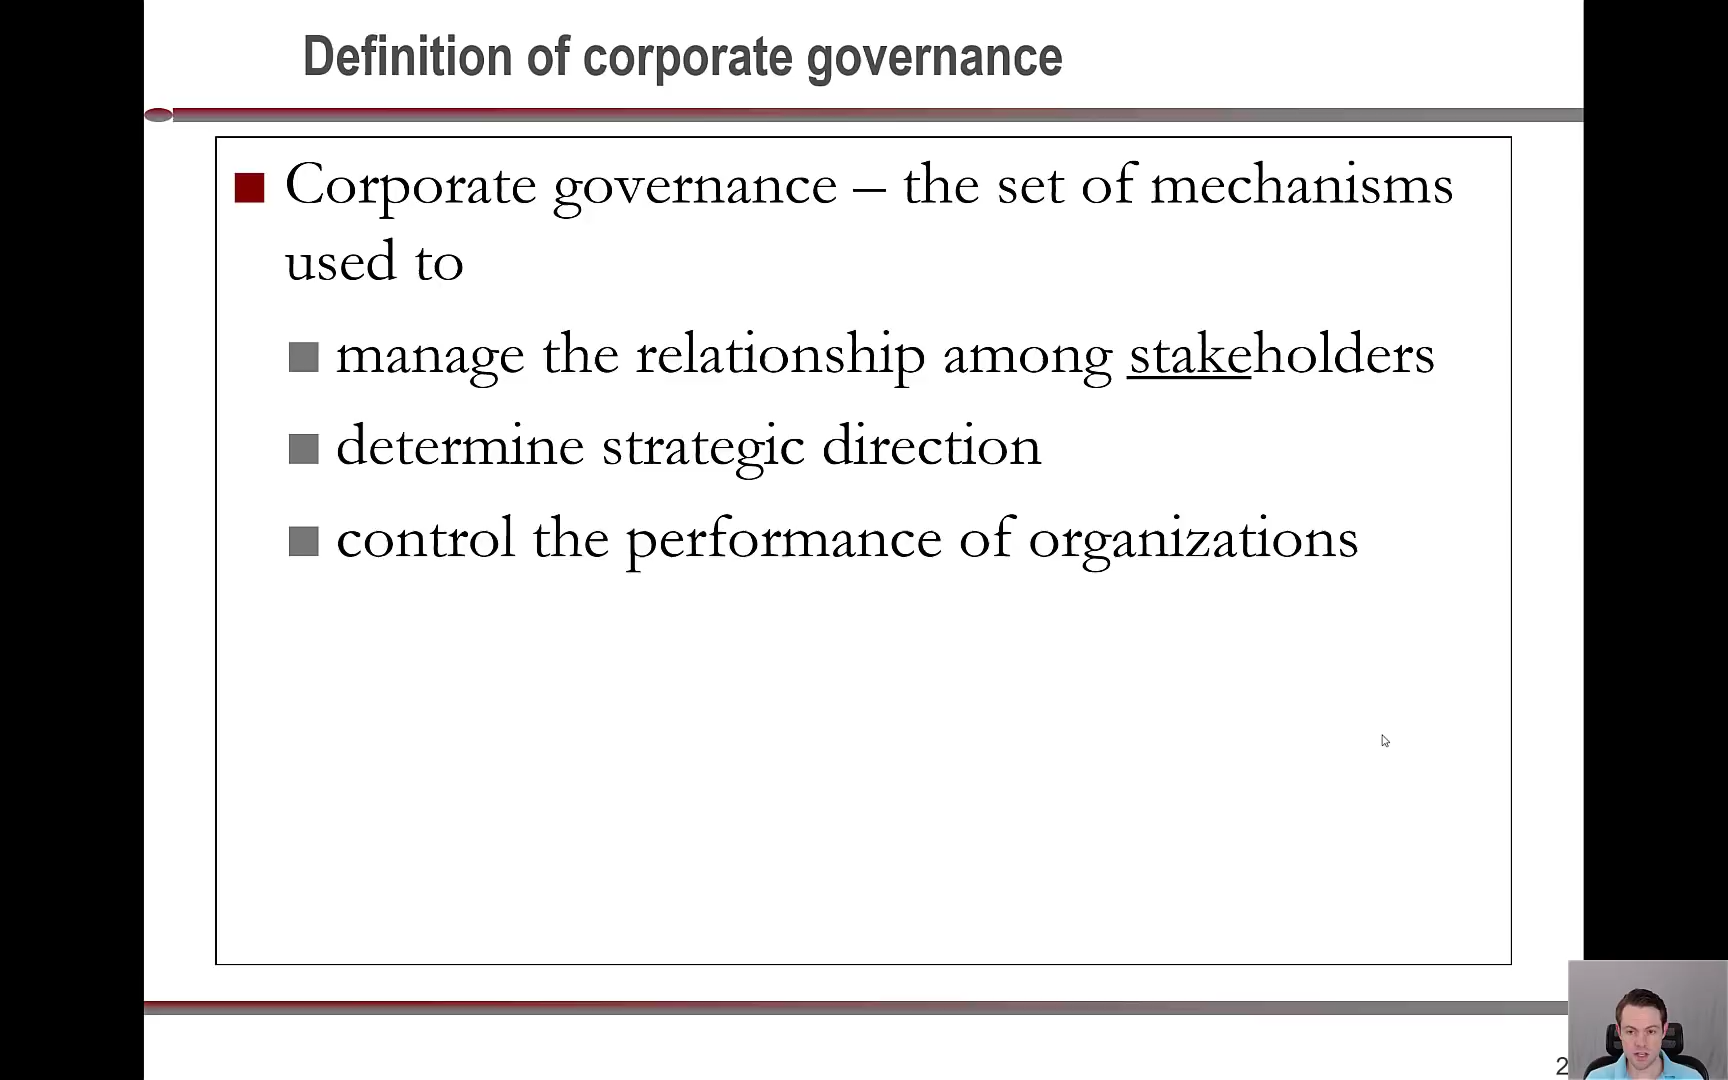 Definition of corporate governance
Corporate governance – the set of mechanisms
used to
manage the relationship among stakeholders
determine strategic direction
control the performance of organizations
2